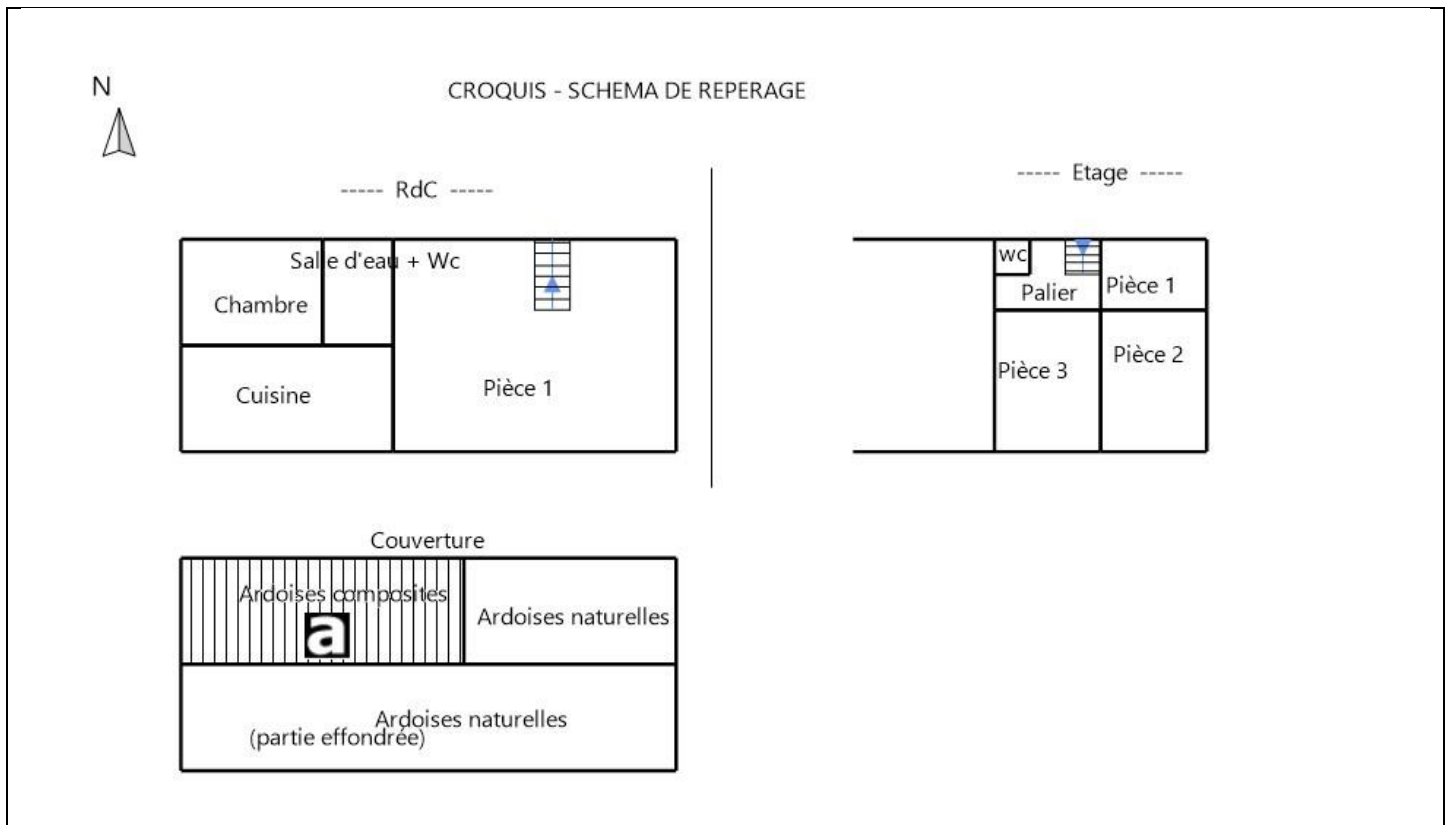 N
CROQUIS - SCHEMA DE REPERAGE
----- RdC -----
----- Etage -----
Salle d'eau + Wc
Chambre
Cuisine
Pièce 1
wc
Palier
Pièce 1
Pièce 2
Pièce 3
Couverture
Ardoises composites
a
Ardoises naturelles
Ardoises naturelles
(partie effondrée)